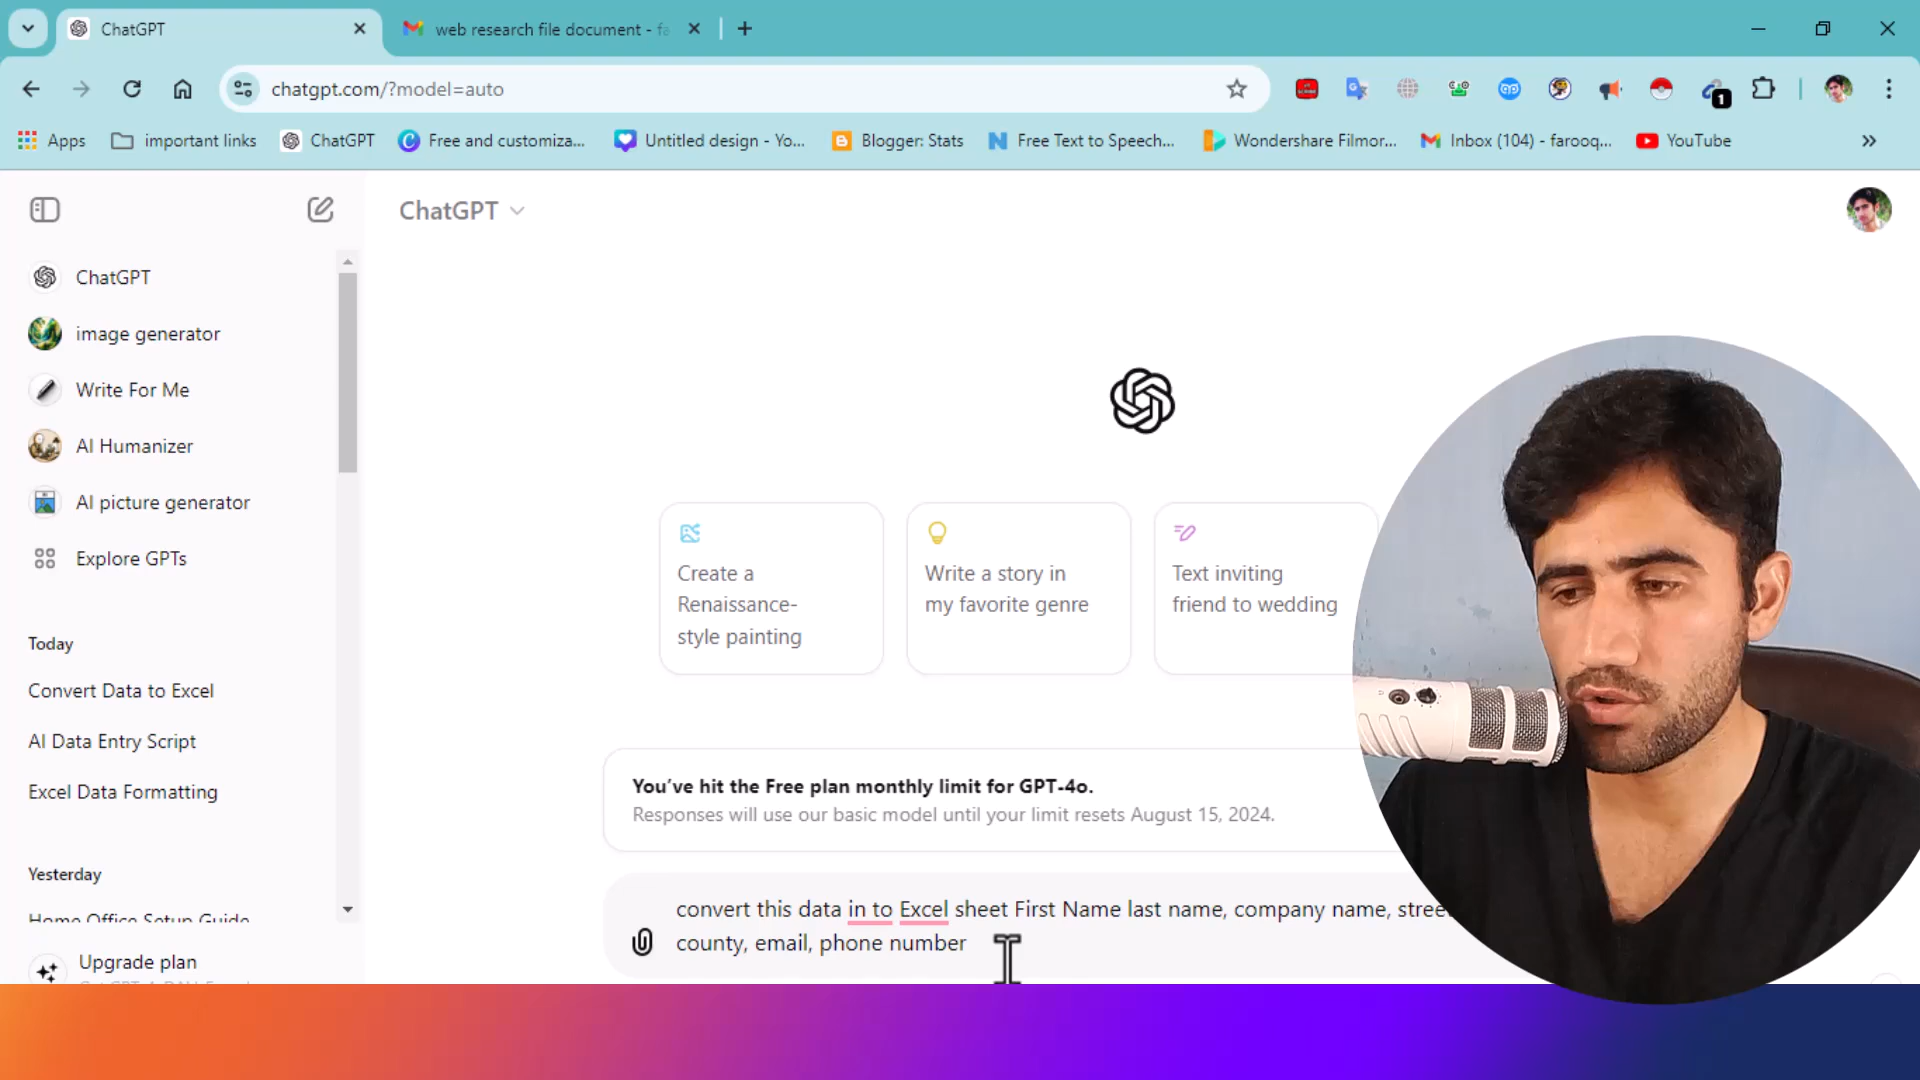 ChatGPT
web research file document - fa
chatgpt.com/?model=auto
1
Apps
important links
ChatGPT
Free and customiza...
Untitled design - Yo...
Blogger: Stats
Free Text to Speech...
Wondershare Filmor...
Inbox (104) - farooq...
YouTube
ChatGPT
ChatGPT
image generator
Write For Me
AI Humanizer
AI picture generator
Explore GPTs
Today
Convert Data to Excel
AI Data Entry Script
Excel Data Formatting
Yesterday
Home Office Setup Guide
Upgrade plan
Create a
Renaissance-
style painting
Write a story in
my favorite genre
Text inviting
friend to wedding
You've hit the Free plan monthly limit for GPT-4o.
Responses will use our basic model until your limit resets August 15, 2024.
convert this data in to Excel sheet First Name last name, company name, stree
county, email, phone number